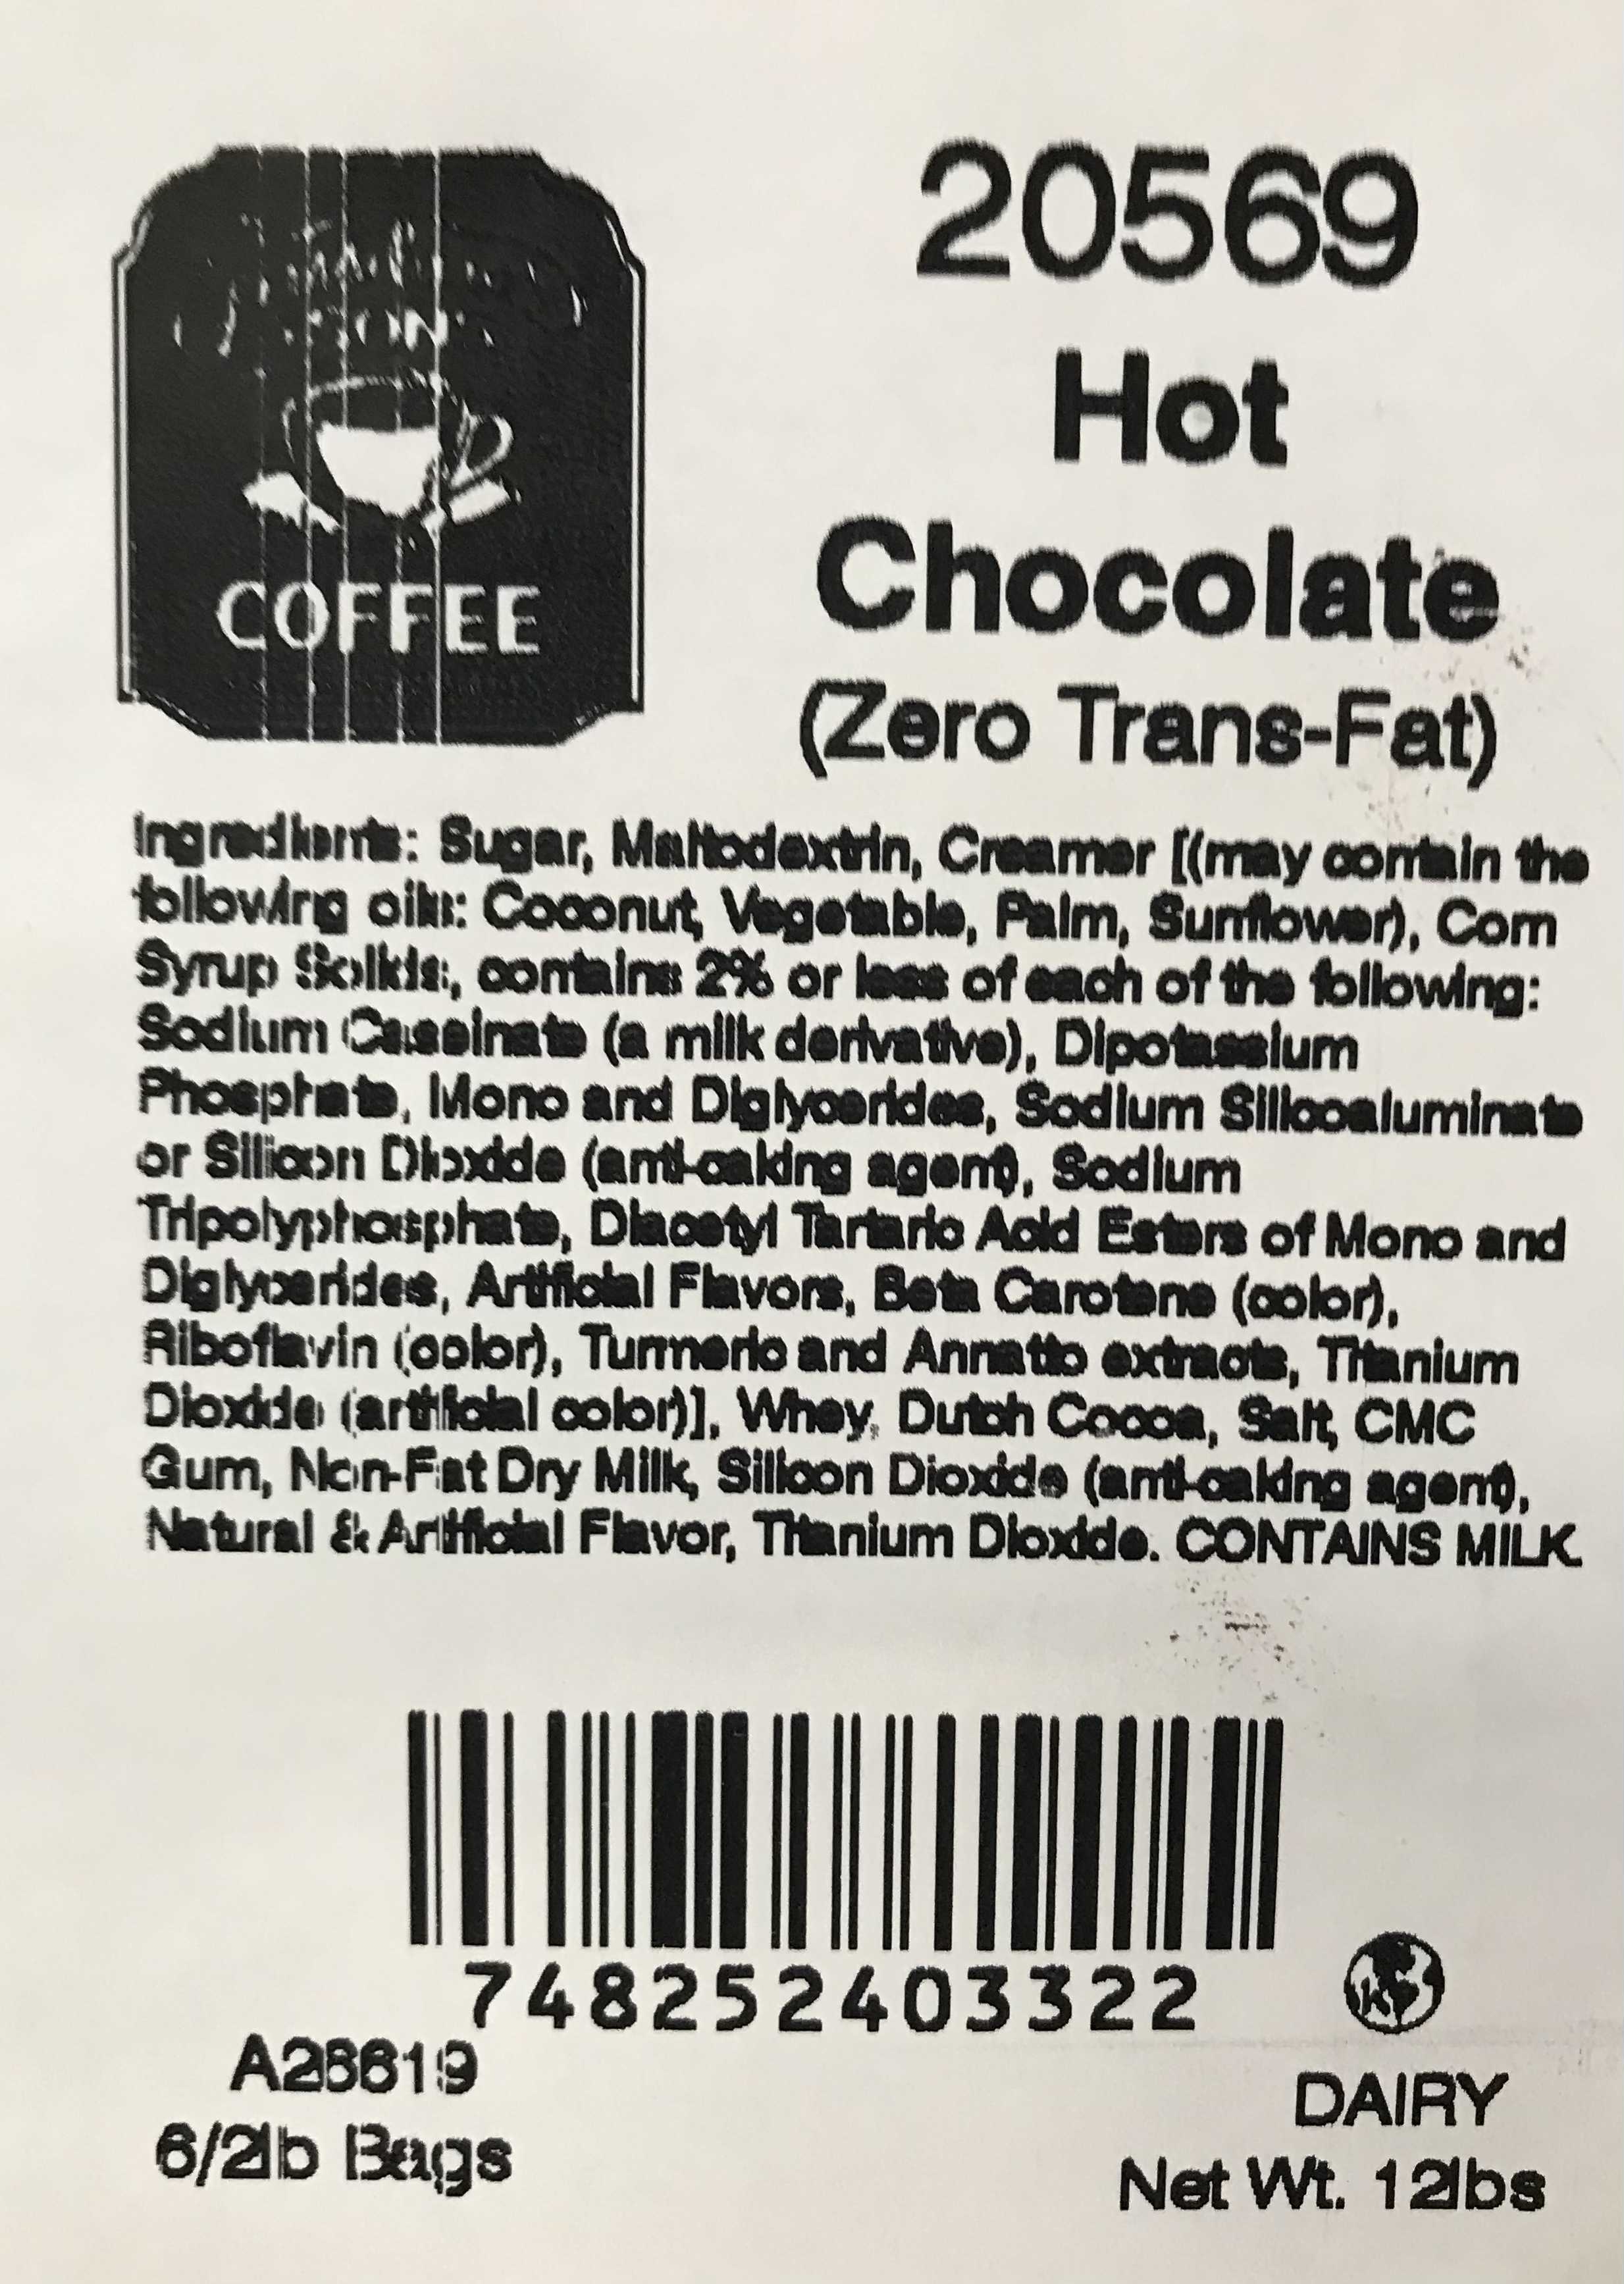 COFFEE
20569
Hot
Chocolate
(Zero Trans-Fat)
Ingredients: Sugar, Maltodextrin, Creamer [(may contain the
following oils: Coconut, Vegetable, Palm, Sunflower), Corn
Syrup Solids, contains 2% or less of each of the following:
Sodium Caseinate (a milk derivative), Dipotassium
Phosphate, Mono and Diglycerides, Sodium Silicoaluminate
or Silicon Dioxide (anti-caking agent), Sodium
Tripolyphosphate, Diacetyl Tartaric Acid Esters of Mono and
Diglycerides, Artificial Flavors, Beta Carotene (color),
Riboflavin (color), Turmeric and Annatto extracts, Titanium
Dioxide (artificial color)], Whey, Dutch Cocoa, Salt, CMC
Gum, Non-Fat Dry Milk, Silicon Dioxide (anti-caking agent),
Natural & Artificial Flavor, Titanium Dioxide. CONTAINS MILK.
748252403322
6/2lb Bags
DAIRY
Net Wt. 12lbs